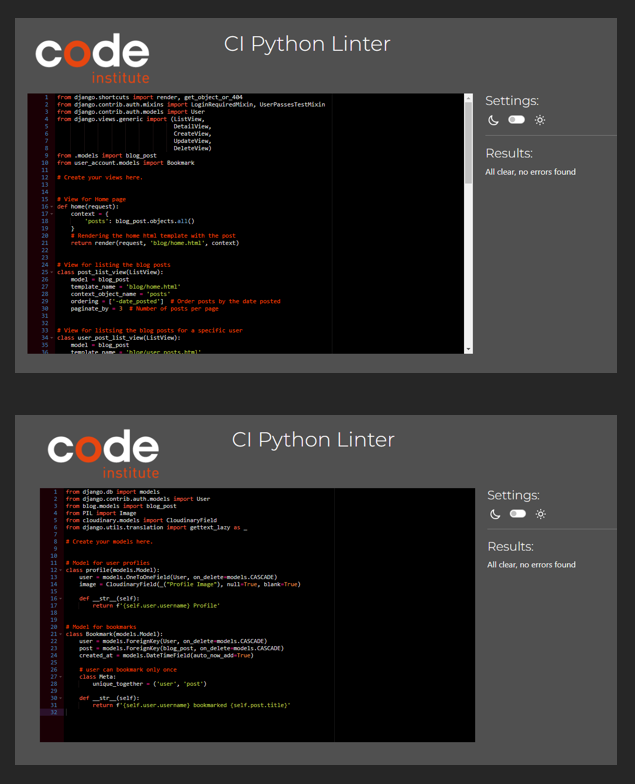 code
institute
CI Python Linter
1 from django.shortcuts import render, get_object_or_404
2 from django.contrib.auth.mixins import LoginRequiredMixin, UserPassesTestMixin
3 from django.contrib.auth.models import User
4 from django.views.generic import (ListView,
5 DetailView,
6 CreateView,
7 UpdateView,
8 DeleteView)
9 from .models import blog_post
10 from user_account.models import Bookmark
11
12 # Create your views here.
13
14
15 # View for home page
16 def home(request):
17 context = {
18 'posts': blog_post.objects.all()
19 }
20 # Rendering the home html template with the post
21 return render(request, 'blog/home.html', context)
22
23
24 # View for listing the blog posts
25 class post_list_view(ListView):
26 model = blog_post
27 template_name = 'blog/home.html'
28 context_object_name = 'posts'
29 ordering = ['-date_posted'] # Order posts by the date posted
30 paginate_by = 3 # Number of posts per page
31
32
33 # View for listsing the blog posts for a specific user
34 class user_post_list_view(ListView):
35 model = blog_post
36 template_name = 'blog/user_posts.html'
Settings:
Results:
All clear, no errors found
code
institute
CI Python Linter
1 from django.db import models
2 from django.contrib.auth.models import User
3 from blog.models import blog_post
4 from PIL import Image
5 from cloudinary.models import CloudinaryField
6 from django.utils.translation import gettext_lazy as _
7
8 # Create your models here.
9
10
11 # Model for user proflies
12 class profile(models.Model):
13 user = models.OneToOneField(User, on_delete=models.CASCADE)
14 image = CloudinaryField(_("Profile Image"), null=True, blank=True)
15
16 def __str__(self):
17 return f'{self.user.username} Profile'
18
19
20 # Model for bookmarks
21 class Bookmark(models.Model):
22 user = models.ForeignKey(User, on_delete=models.CASCADE)
23 post = models.ForeignKey(blog_post, on_delete=models.CASCADE)
24 created_at = models.DateTimeField(auto_now_add=True)
25
26 # user can bookmark only once
27 class Meta:
28 unique_together = ('user', 'post')
29
30 def __str__(self):
31 return f'{self.user.username} bookmarked {self.post.title}'
32
Settings:
Results:
All clear, no errors found